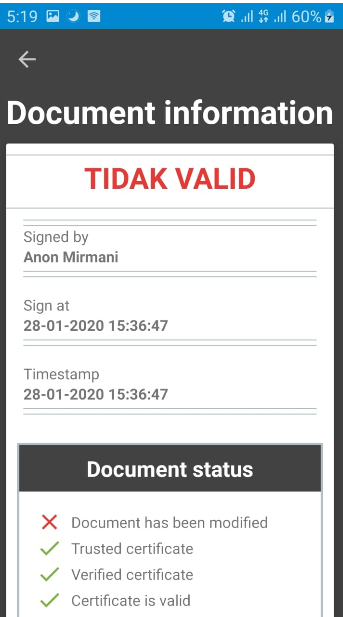 5:19 4G 60%
Document information
TIDAK VALID
Signed by
Anon Mirmani
Sign at
28-01-2020 15:36:47
Timestamp
28-01-2020 15:36:47
Document status
Document has been modified
Trusted certificate
Verified certificate
Certificate is valid